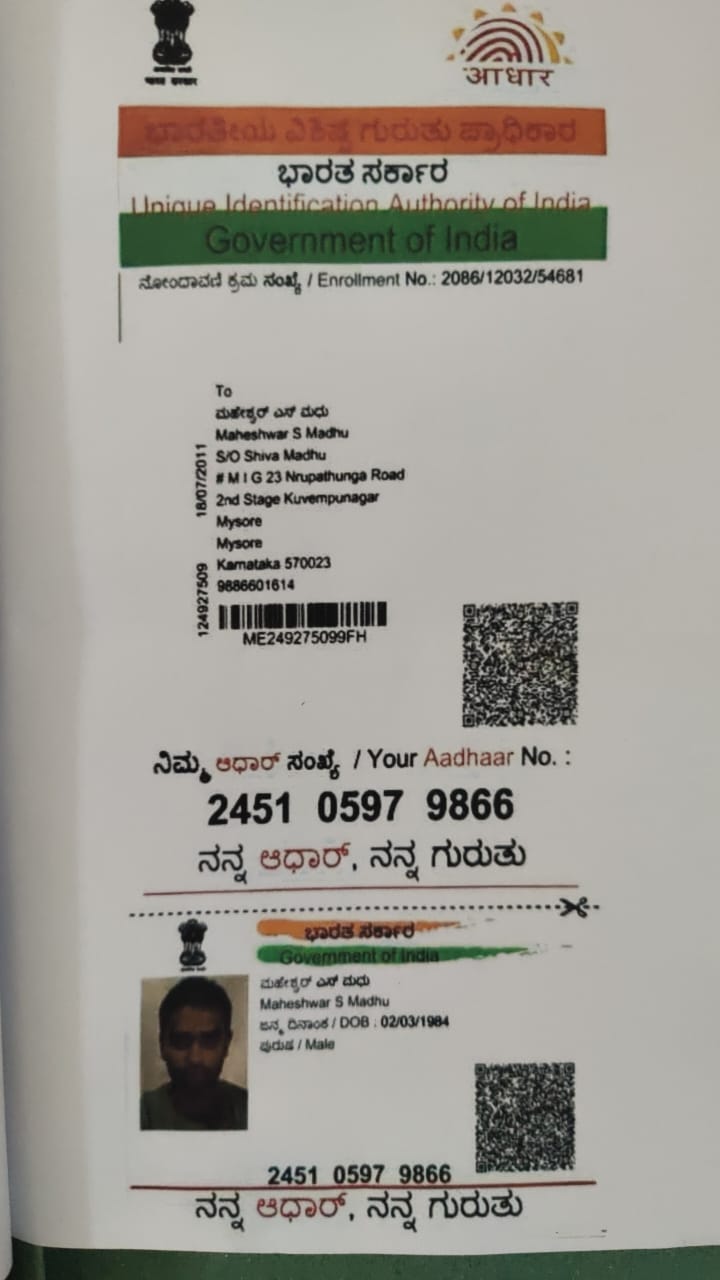 आधार
ಭಾರತೀಯ ವಿಶಿಷ್ಟ ಗುರುತು ಪ್ರಾಧಿಕಾರ
ಭಾರತ ಸರ್ಕಾರ
Unique Identification Authority of India
Government of India
ನೋಂದಾವಣಿ ಕ್ರಮ ಸಂಖ್ಯೆ / Enrollment No.: 2086/12032/54681
To
ಮಹೇಶ್ವರ್ ಎಸ್ ಮಧು
Maheshwar S Madhu
S/O Shiva Madhu
# M I G 23 Nrupathunga Road
2nd Stage Kuvempunagar
Mysore
Mysore
Karnataka 570023
9886601614
18/07/2011
124927509
ME249275099FH
ನಿಮ್ಮ ಆಧಾರ್ ಸಂಖ್ಯೆ / Your Aadhaar No. :
2451 0597 9866
ನನ್ನ ಆಧಾರ್, ನನ್ನ ಗುರುತು
ಭಾರತ ಸರ್ಕಾರ
Government of India
ಮಹೇಶ್ವರ್ ಎಸ್ ಮಧು
Maheshwar S Madhu
ಜನ್ಮ ದಿನಾಂಕ / DOB : 02/03/1984
ಪುರುಷ / Male
2451 0597 9866
ನನ್ನ ಆಧಾರ್, ನನ್ನ ಗುರುತು